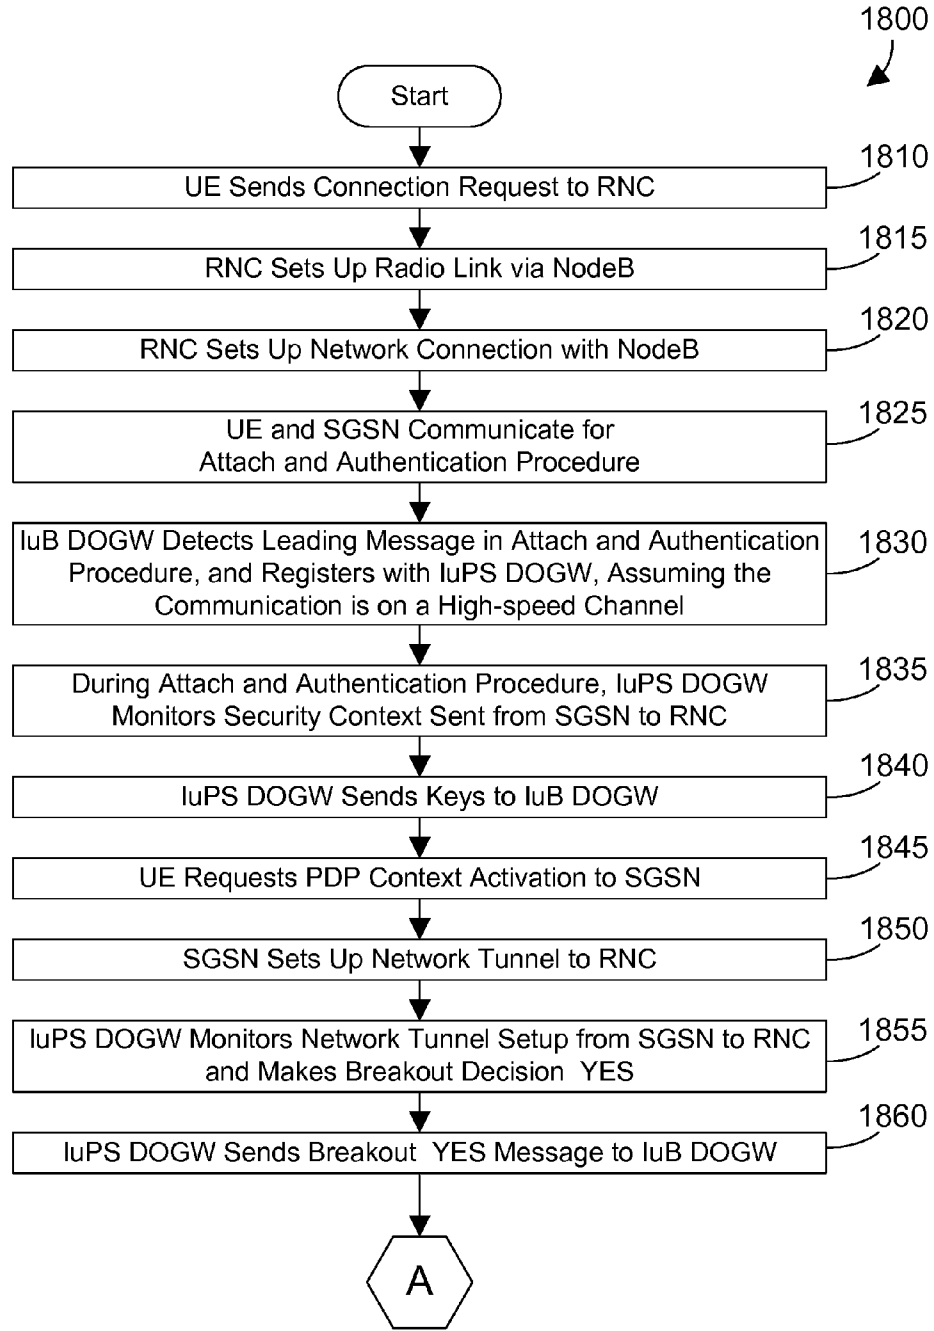 1800
Start
UE Sends Connection Request to RNC
1810
RNC Sets Up Radio Link via NodeB
1815
RNC Sets Up Network Connection with NodeB
1820
UE and SGSN Communicate for
Attach and Authentication Procedure
1825
IuB DOGW Detects Leading Message in Attach and Authentication
Procedure, and Registers with IuPS DOGW, Assuming the
Communication is on a High-speed Channel
1830
During Attach and Authentication Procedure, IuPS DOGW
Monitors Security Context Sent from SGSN to RNC
1835
IuPS DOGW Sends Keys to IuB DOGW
1840
UE Requests PDP Context Activation to SGSN
1845
SGSN Sets Up Network Tunnel to RNC
1850
IuPS DOGW Monitors Network Tunnel Setup from SGSN to RNC
and Makes Breakout Decision YES
1855
IuPS DOGW Sends Breakout YES Message to IuB DOGW
1860
A